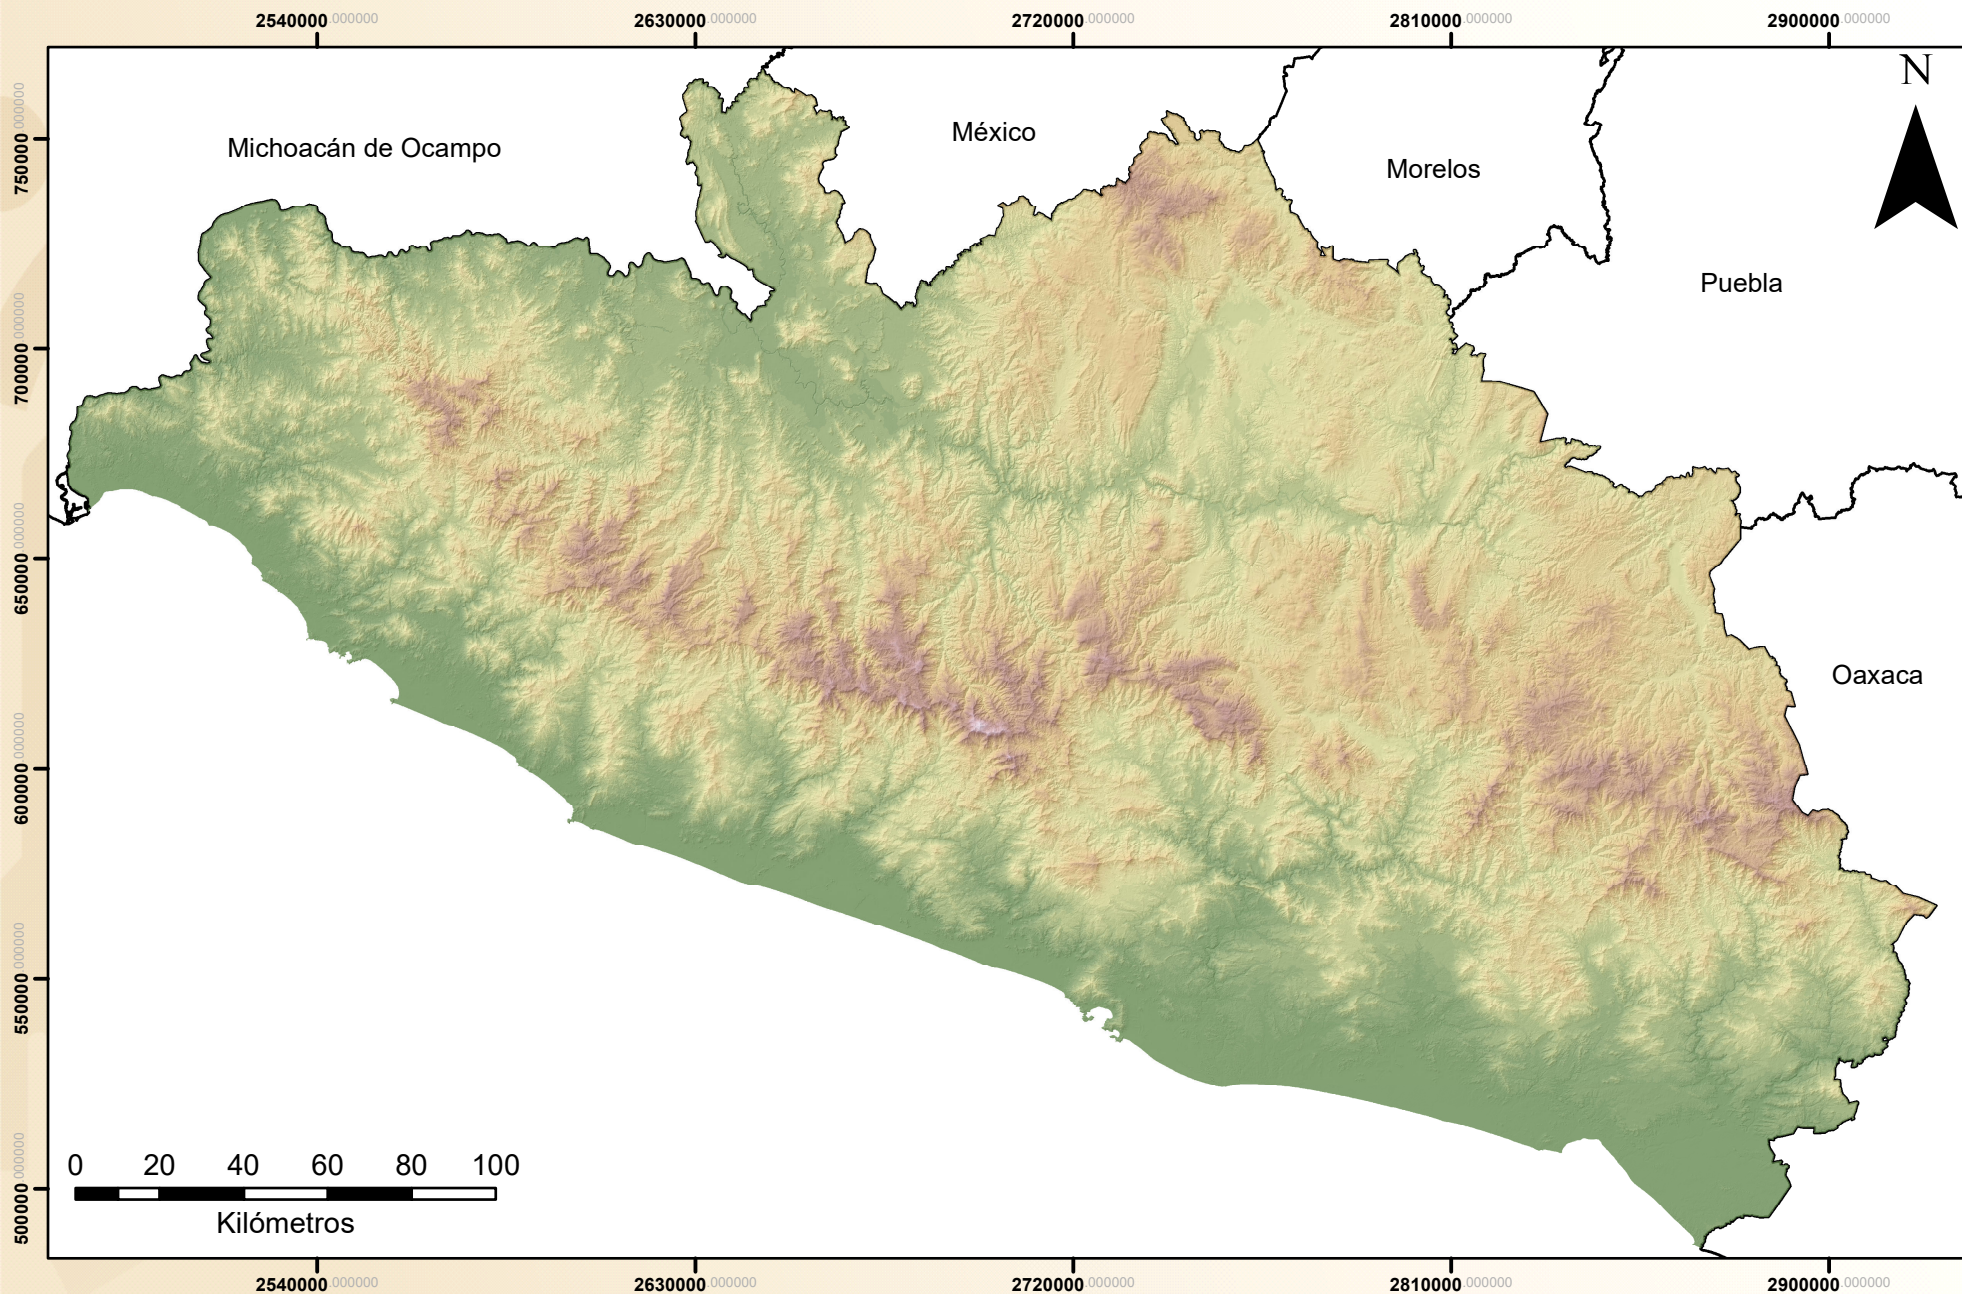 2540000.000000 2630000.000000 2720000.000000 2810000.000000 2900000.000000
N
750000.000000
México
Michoacán de Ocampo
Morelos
Puebla
700000.000000
650000.000000
Oaxaca
600000.000000
550000.000000
500000.000000
0 20 40 60 80 100
Kilómetros
2540000.000000 2630000.000000 2720000.000000 2810000.000000 2900000.000000